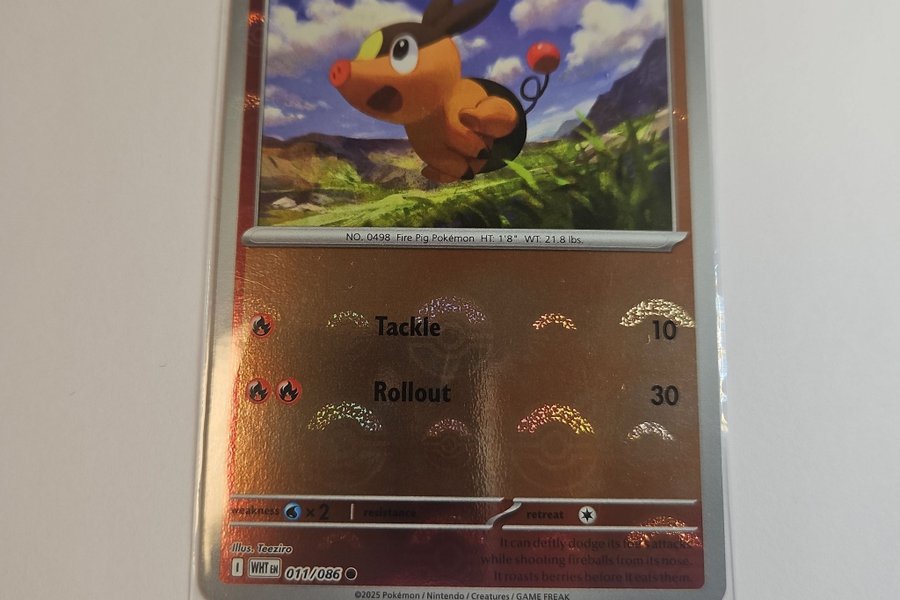 NO. 0498 Fire Pig Pokémon HT: 1'8" WT: 21.8 lbs.
Tackle 10
Rollout 30
weakness ×2 resistance retreat
It can deftly dodge its foe's attacks
while shooting fireballs from its nose.
It roasts berries before it eats them.
Illus. Teeziro
I WHT EN 011/086
©2025 Pokémon / Nintendo / Creatures / GAME FREAK